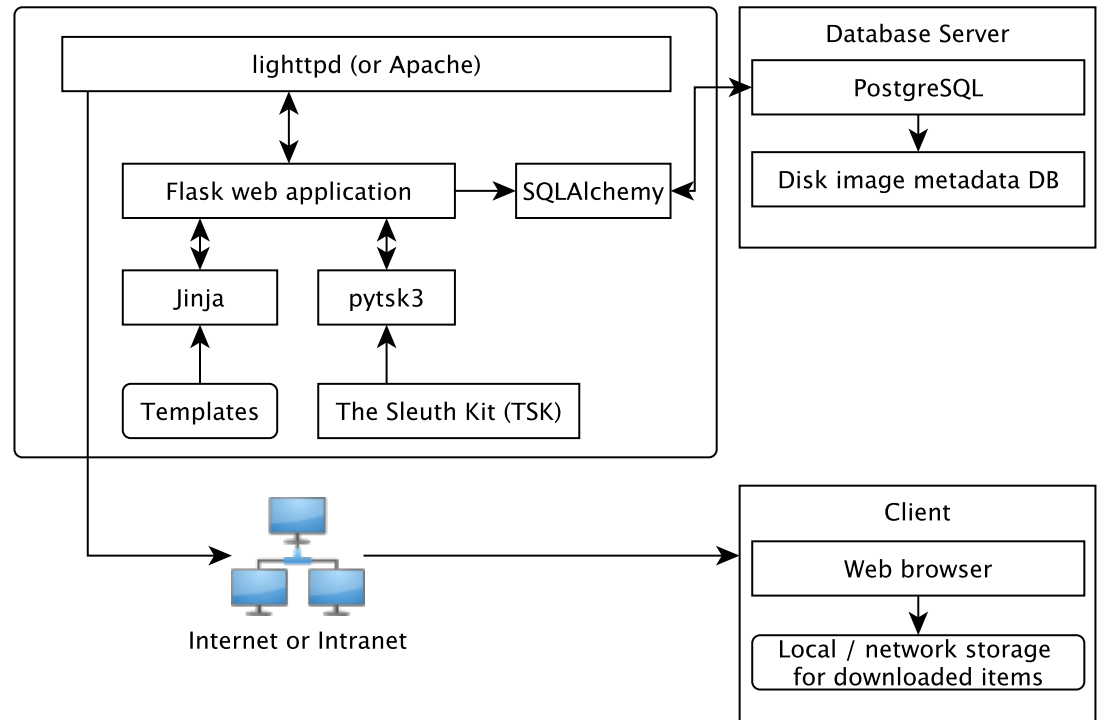 lighttpd (or Apache)
Flask web application
SQLAlchemy
Jinja
pytsk3
Templates
The Sleuth Kit (TSK)
Database Server
PostgreSQL
Disk image metadata DB
Internet or Intranet
Client
Web browser
Local / network storage
for downloaded items